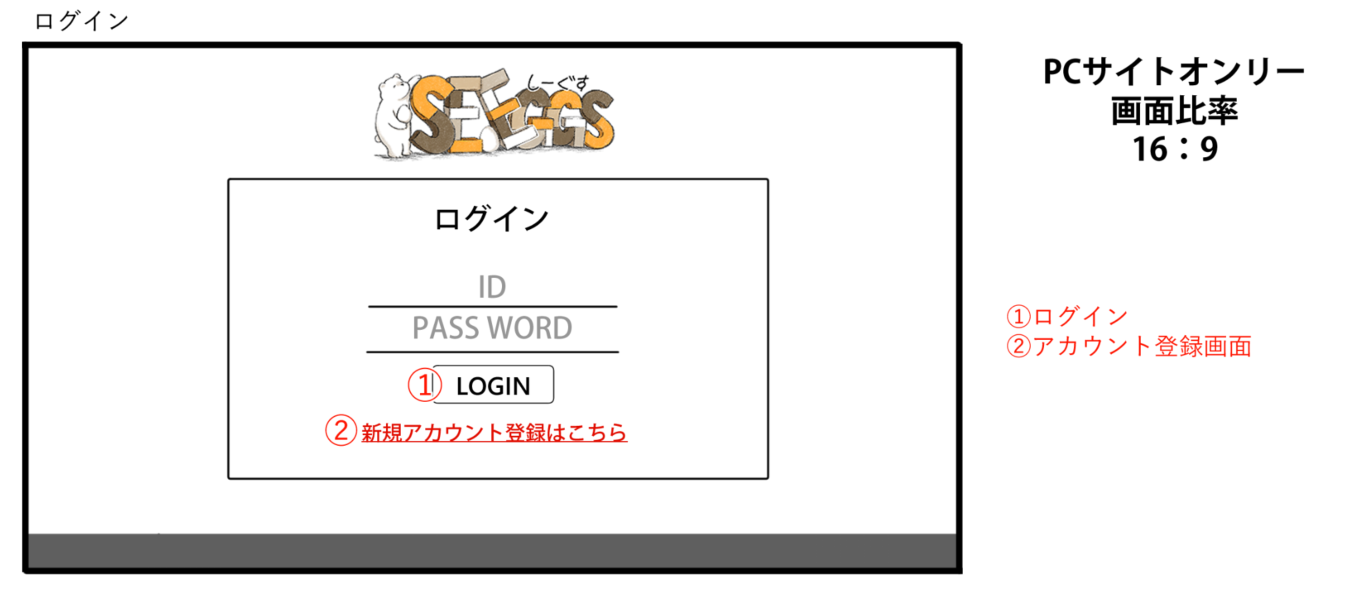 ログイン
しーぐす
SEEGGS
PCサイトオンリー
画面比率
16：9
ログイン
ID
PASS WORD
① LOGIN
② 新規アカウント登録はこちら
①ログイン
②アカウント登録画面